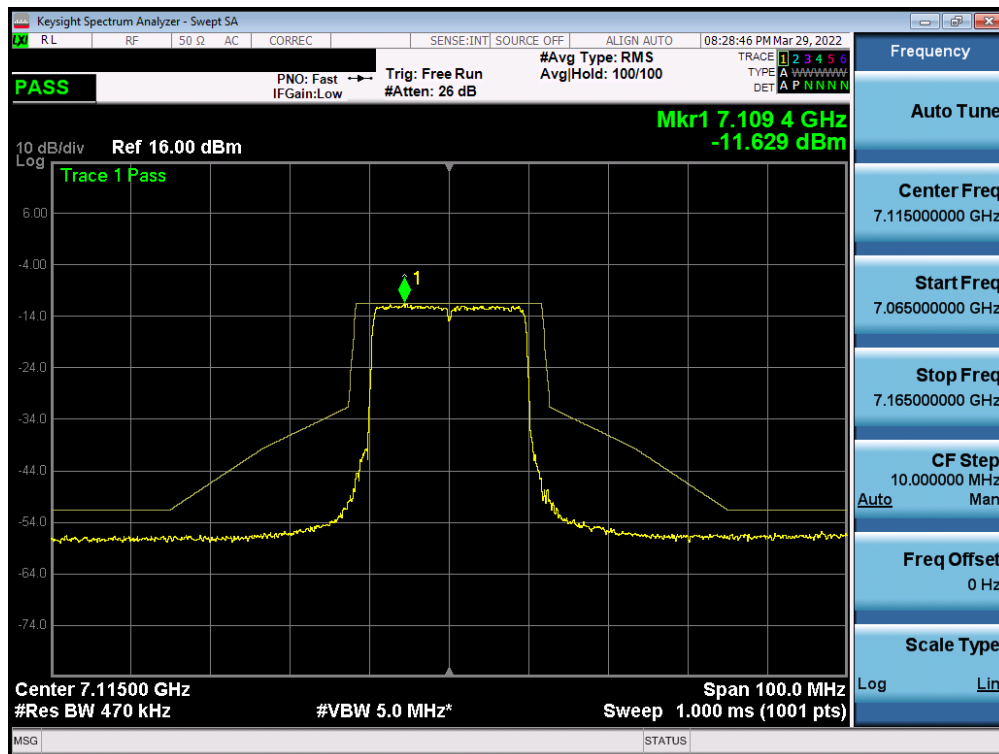 Keysight Spectrum Analyzer - Swept SA
LXI RL RF 50 Ω AC CORREC SENSE:INT SOURCE OFF ALIGN AUTO 08:28:46 PM Mar 29, 2022
PASS
PNO: Fast
IFGain:Low
Trig: Free Run
#Atten: 26 dB
#Avg Type: RMS
Avg|Hold: 100/100
TRACE 1 2 3 4 5 6
TYPE A WWWWW
DET A P N N N N
Mkr1 7.109 4 GHz
-11.629 dBm
10 dB/div Ref 16.00 dBm
Log
Trace 1 Pass
6.00
-4.00
1
-14.0
-24.0
-34.0
-44.0
-54.0
-64.0
-74.0
Center 7.11500 GHz Span 100.0 MHz
#Res BW 470 kHz #VBW 5.0 MHz* Sweep 1.000 ms (1001 pts)
MSG STATUS
Frequency
Auto Tune
Center Freq
7.115000000 GHz
Start Freq
7.065000000 GHz
Stop Freq
7.165000000 GHz
CF Step
10.000000 MHz
Auto Man
Freq Offset
0 Hz
Scale Type
Log Lin